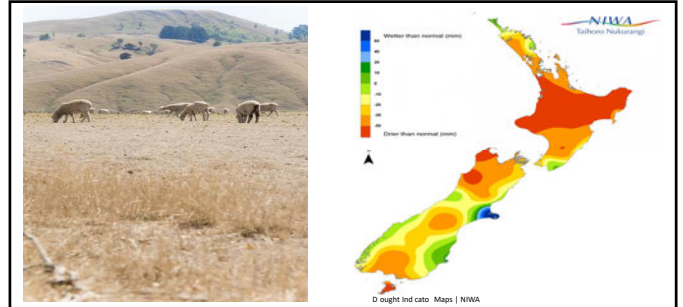 NIWA
Taihoro Nukurangi
Wetter than normal (mm)
Drier than normal (mm)
D ought Ind cato Maps | NIWA